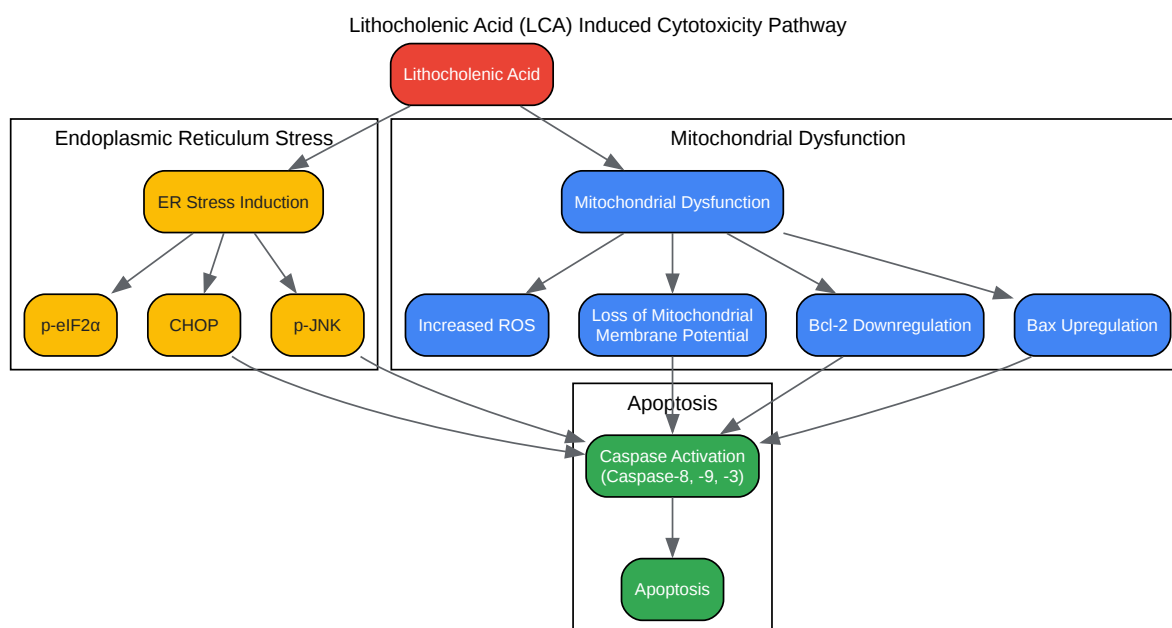 Lithocholenic Acid (LCA) Induced Cytotoxicity Pathway
Lithocholenic Acid
Endoplasmic Reticulum Stress
Mitochondrial Dysfunction
ER Stress Induction
Mitochondrial Dysfunction
p-eIF2α
CHOP
p-JNK
Increased ROS
Loss of Mitochondrial
Membrane Potential
Bcl-2 Downregulation
Bax Upregulation
Apoptosis
Caspase Activation
(Caspase-8, -9, -3)
Apoptosis